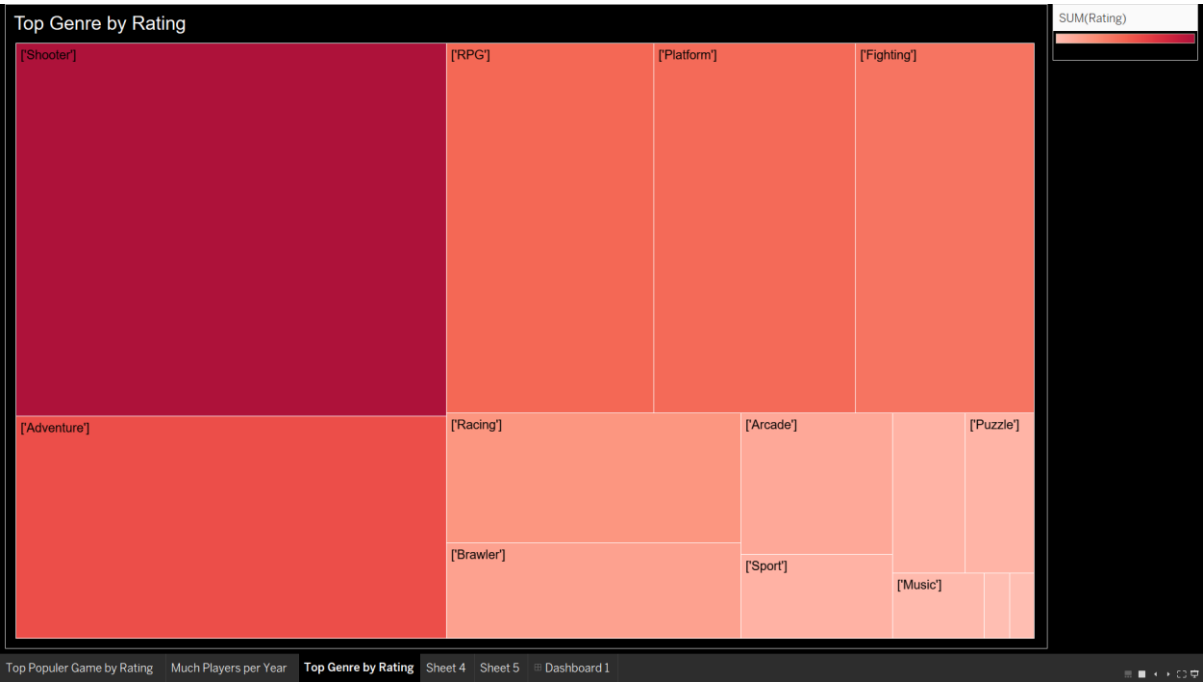 Top Genre by Rating
SUM(Rating)
['Shooter']
['RPG']
['Platform']
['Fighting']
['Adventure']
['Racing']
['Arcade']
['Puzzle']
['Brawler']
['Sport']
['Music']
Top Populer Game by Rating
Much Players per Year
Top Genre by Rating
Sheet 4
Sheet 5
Dashboard 1